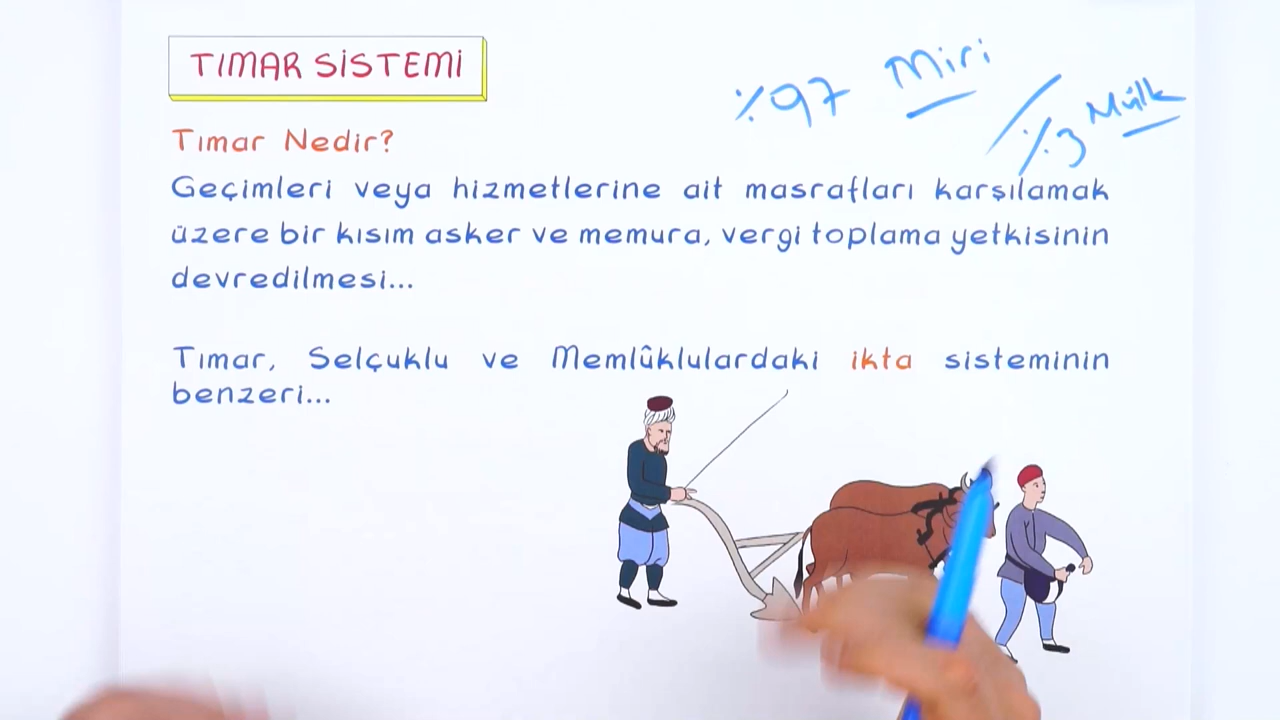 TIMAR SİSTEMİ
%97 Miri / %3 Mülk
Tımar Nedir?
Geçimleri veya hizmetlerine ait masrafları karşılamak
üzere bir kısım asker ve memura, vergi toplama yetkisinin
devredilmesi...
Tımar, Selçuklu ve Memlûklulardaki ikta sisteminin
benzeri...